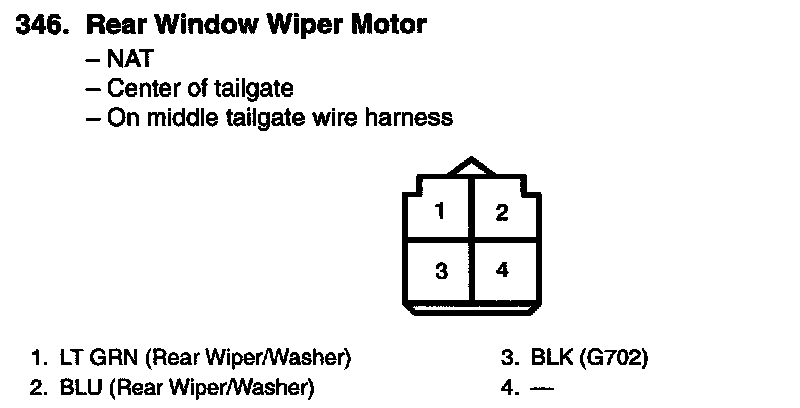 346. Rear Window Wiper Motor
– NAT
– Center of tailgate
– On middle tailgate wire harness
1 2
3 4
1. LT GRN (Rear Wiper/Washer)
2. BLU (Rear Wiper/Washer)
3. BLK (G702)
4. —